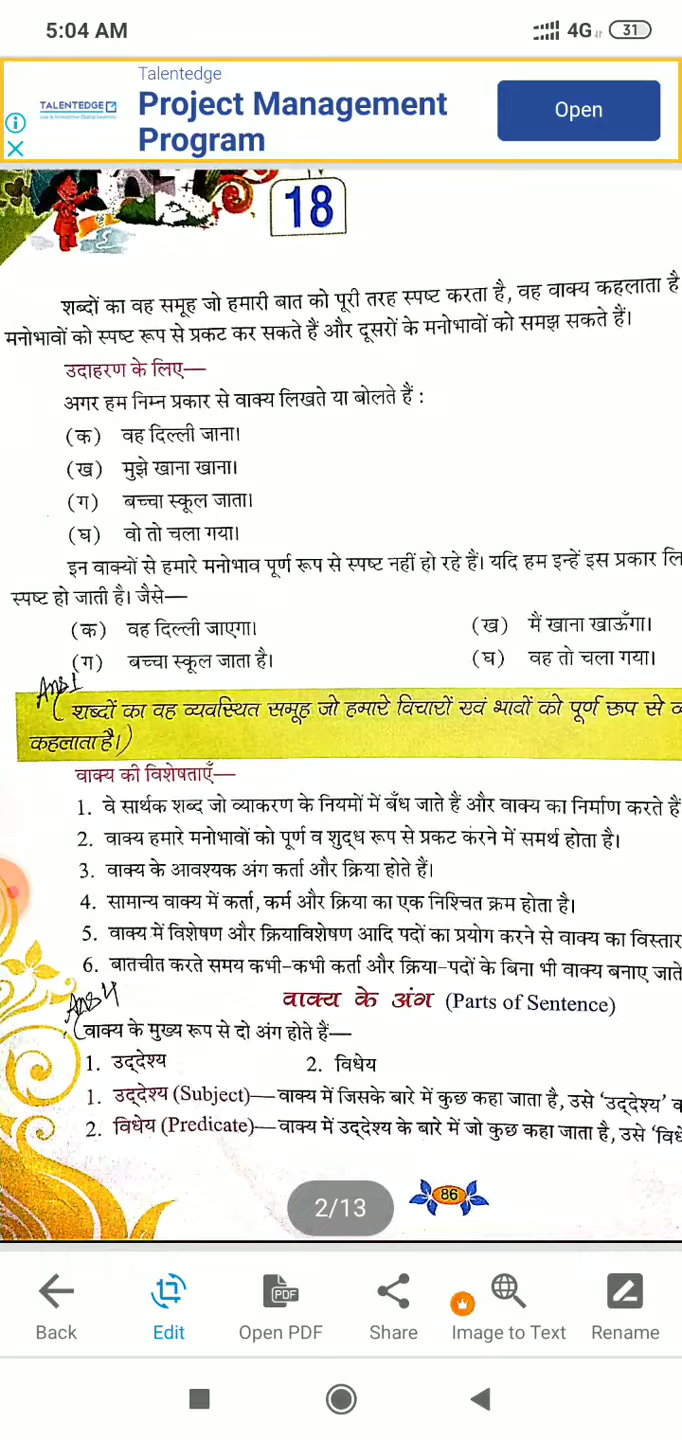 5:04 AM
4G 31
Talentedge
TALENTEDGE
Project Management
Program
Open
18
शब्दों का वह समूह जो हमारी बात को पूरी तरह स्पष्ट करता है, वह वाक्य कहलाता है
मनोभावों को स्पष्ट रूप से प्रकट कर सकते हैं और दूसरों के मनोभावों को समझ सकते हैं।
उदाहरण के लिए—
अगर हम निम्न प्रकार से वाक्य लिखते या बोलते हैं :
(क) वह दिल्ली जाना।
(ख) मुझे खाना खाना।
(ग) बच्चा स्कूल जाता।
(घ) वो तो चला गया।
इन वाक्यों से हमारे मनोभाव पूर्ण रूप से स्पष्ट नहीं हो रहे हैं। यदि हम इन्हें इस प्रकार लि
स्पष्ट हो जाती है। जैसे—
(क) वह दिल्ली जाएगा। (ख) मैं खाना खाऊँगा।
(ग) बच्चा स्कूल जाता है। (घ) वह तो चला गया।
Ans 1
(शब्दों का वह व्यवस्थित समूह जो हमारे विचारों एवं भावों को पूर्ण रूप से व
कहलाता है।)
वाक्य की विशेषताएँ—
1. वे सार्थक शब्द जो व्याकरण के नियमों में बँध जाते हैं और वाक्य का निर्माण करते हैं
2. वाक्य हमारे मनोभावों को पूर्ण व शुद्ध रूप से प्रकट करने में समर्थ होता है।
3. वाक्य के आवश्यक अंग कर्ता और क्रिया होते हैं।
4. सामान्य वाक्य में कर्ता, कर्म और क्रिया का एक निश्चित क्रम होता है।
5. वाक्य में विशेषण और क्रियाविशेषण आदि पदों का प्रयोग करने से वाक्य का विस्तार
6. बातचीत करते समय कभी-कभी कर्ता और क्रिया-पदों के बिना भी वाक्य बनाए जाते
वाक्य के अंग (Parts of Sentence)
Ans 4
(वाक्य के मुख्य रूप से दो अंग होते हैं—
1. उद्देश्य 2. विधेय
1. उद्देश्य (Subject)—वाक्य में जिसके बारे में कुछ कहा जाता है, उसे ‘उद्देश्य’ व
2. विधेय (Predicate)—वाक्य में उद्देश्य के बारे में जो कुछ कहा जाता है, उसे ‘विधे
2/13
86
PDF
Back Edit Open PDF Share Image to Text Rename